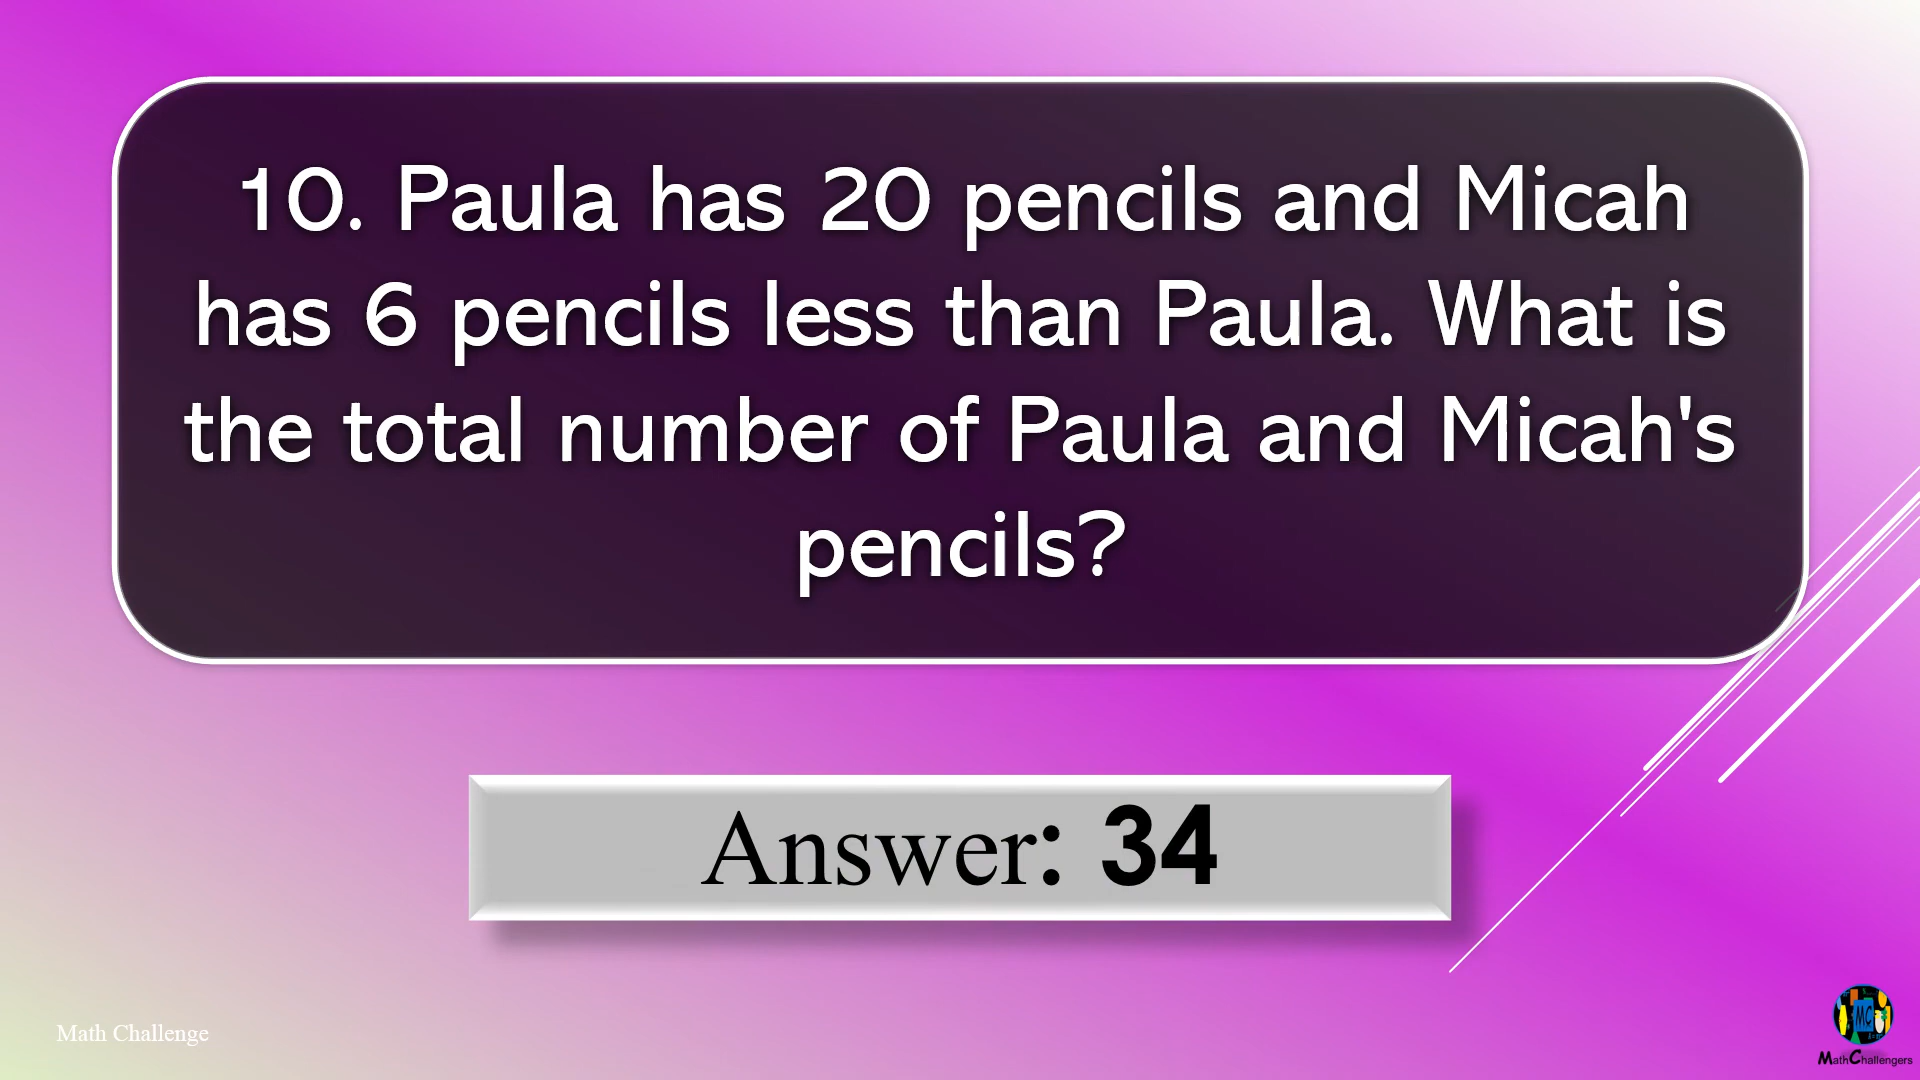 10. Paula has 20 pencils and Micah
has 6 pencils less than Paula. What is
the total number of Paula and Micah's
pencils?
Answer: 34
Math Challenge
MC
MathChallengers